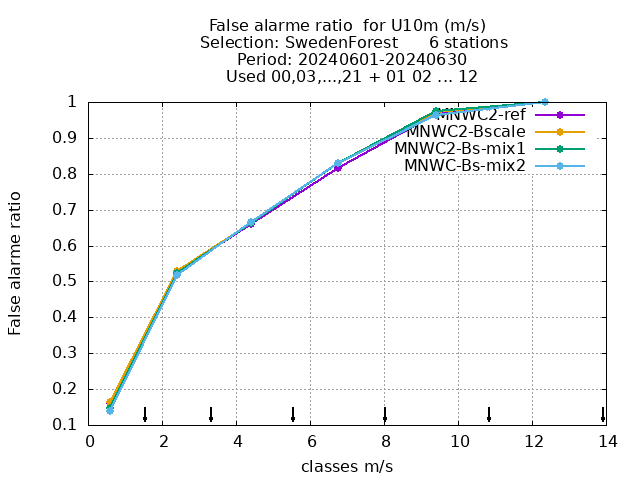 False alarme ratio  for U10m (m/s)
Selection: SwedenForest      6 stations
Period: 20240601-20240630
Used 00,03,...,21 + 01 02 ... 12
False alarme ratio
1
0.9
0.8
0.7
0.6
0.5
0.4
0.3
0.2
0.1
MNWC2-ref
MNWC2-Bscale
MNWC2-Bs-mix1
MNWC-Bs-mix2
0 2 4 6 8 10 12 14
classes m/s